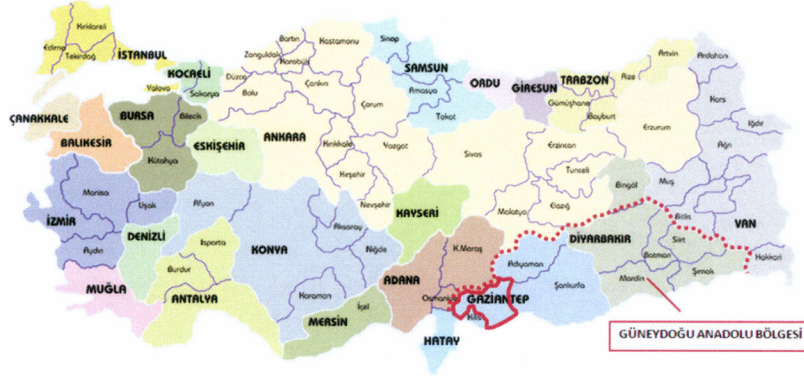 Kırklareli
Edirne
Tekirdağ
İSTANBUL
KOCAELİ
Yalova
Sakarya
Düzce
Bolu
Zonguldak
Bartın
Karabük
Kastamonu
Çankırı
Sinop
SAMSUN
Amasya
Tokat
Çorum
ORDU
GİRESUN
TRABZON
Gümüşhane
Bayburt
Rize
Artvin
Ardahan
Kars
Iğdır
Ağrı
Erzurum
Erzincan
Tunceli
Bingöl
Muş
Bitlis
VAN
Hakkari
ÇANAKKALE
BALIKESİR
BURSA
Bilecik
Kütahya
ESKİŞEHİR
ANKARA
Kırıkkale
Kırşehir
Yozgat
Nevşehir
Sivas
KAYSERİ
Malatya
Elazığ
DİYARBAKIR
Batman
Siirt
Şırnak
Mardin
İZMİR
Manisa
Uşak
Aydın
DENİZLİ
Afyon
Isparta
Burdur
MUĞLA
ANTALYA
KONYA
Aksaray
Niğde
Karaman
MERSİN
İçel
ADANA
K.Maraş
Osmaniye
GAZİANTEP
Kilis
HATAY
Adıyaman
Şanlıurfa
GÜNEYDOĞU ANADOLU BÖLGESİ